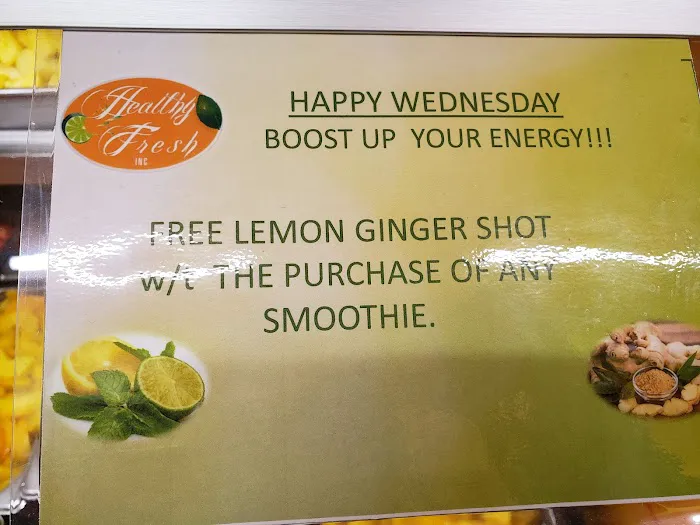 Healthy
Fresh
INC
HAPPY WEDNESDAY
BOOST UP YOUR ENERGY!!!
FREE LEMON GINGER SHOT
w/t THE PURCHASE OF ANY
SMOOTHIE.